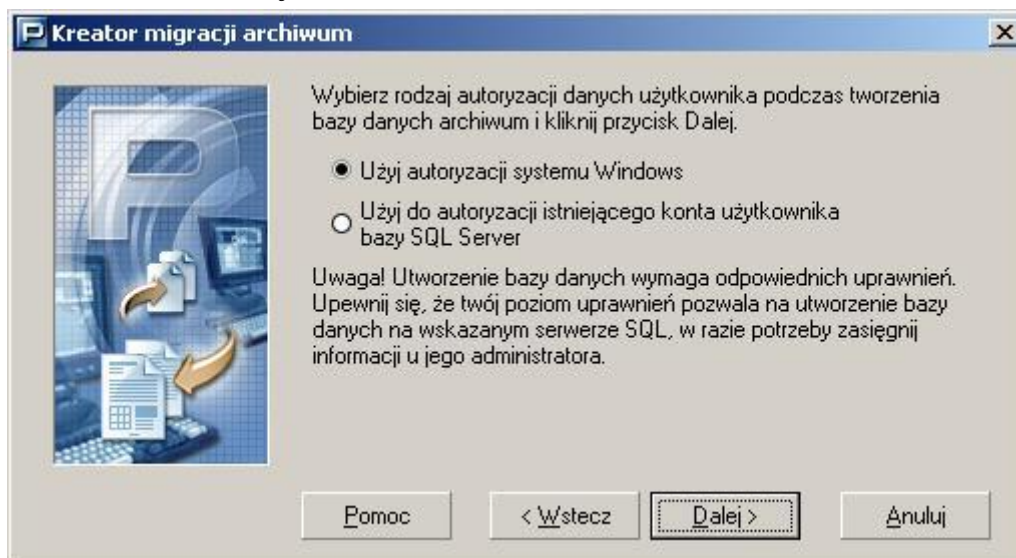 Kreator migracji archiwum
Wybierz rodzaj autoryzacji danych użytkownika podczas tworzenia
bazy danych archiwum i kliknij przycisk Dalej.
Użyj autoryzacji systemu Windows
Użyj do autoryzacji istniejącego konta użytkownika
bazy SQL Server
Uwaga! Utworzenie bazy danych wymaga odpowiednich uprawnień.
Upewnij się, że twój poziom uprawnień pozwala na utworzenie bazy
danych na wskazanym serwerze SQL, w razie potrzeby zasięgnij
informacji u jego administratora.
Pomoc < Wstecz Dalej > Anuluj